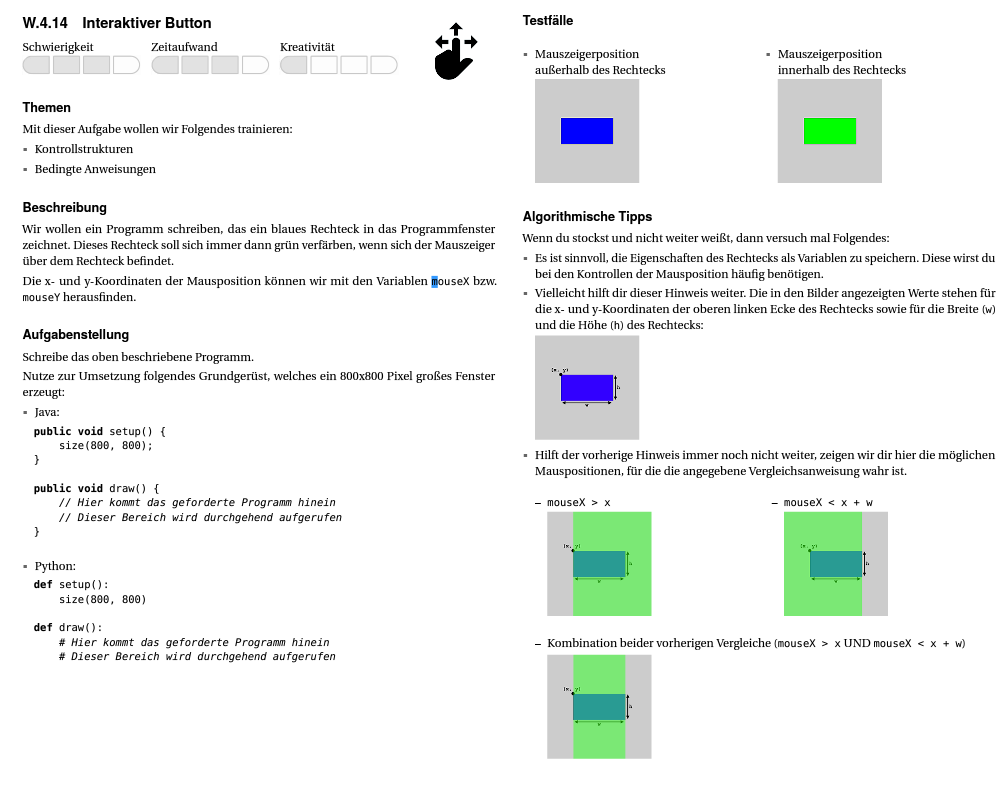 W.4.14 Interaktiver Button
Schwierigkeit Zeitaufwand Kreativität
Themen
Mit dieser Aufgabe wollen wir Folgendes trainieren:
▪ Kontrollstrukturen
▪ Bedingte Anweisungen
Beschreibung
Wir wollen ein Programm schreiben, das ein blaues Rechteck in das Programmfenster
zeichnet. Dieses Rechteck soll sich immer dann grün verfärben, wenn sich der Mauszeiger
über dem Rechteck befindet.
Die x- und y-Koordinaten der Mausposition können wir mit den Variablen mouseX bzw.
mouseY herausfinden.
Aufgabenstellung
Schreibe das oben beschriebene Programm.
Nutze zur Umsetzung folgendes Grundgerüst, welches ein 800x800 Pixel großes Fenster
erzeugt:
▪ Java:
public void setup() {
    size(800, 800);
}
public void draw() {
    // Hier kommt das geforderte Programm hinein
    // Dieser Bereich wird durchgehend aufgerufen
}
▪ Python:
def setup():
    size(800, 800)
def draw():
    # Hier kommt das geforderte Programm hinein
    # Dieser Bereich wird durchgehend aufgerufen
Testfälle
▪ Mauszeigerposition
außerhalb des Rechtecks
▪ Mauszeigerposition
innerhalb des Rechtecks
Algorithmische Tipps
Wenn du stockst und nicht weiter weißt, dann versuch mal Folgendes:
▪ Es ist sinnvoll, die Eigenschaften des Rechtecks als Variablen zu speichern. Diese wirst du
bei den Kontrollen der Mausposition häufig benötigen.
▪ Vielleicht hilft dir dieser Hinweis weiter. Die in den Bilder angezeigten Werte stehen für
die x- und y-Koordinaten der oberen linken Ecke des Rechtecks sowie für die Breite (w)
und die Höhe (h) des Rechtecks:
(x, y)
h
w
▪ Hilft der vorherige Hinweis immer noch nicht weiter, zeigen wir dir hier die möglichen
Mauspositionen, für die die angegebene Vergleichsanweisung wahr ist.
– mouseX > x
(x, y)
h
w
– mouseX < x + w
(x, y)
h
w
– Kombination beider vorherigen Vergleiche (mouseX > x UND mouseX < x + w)
(x, y)
h
w